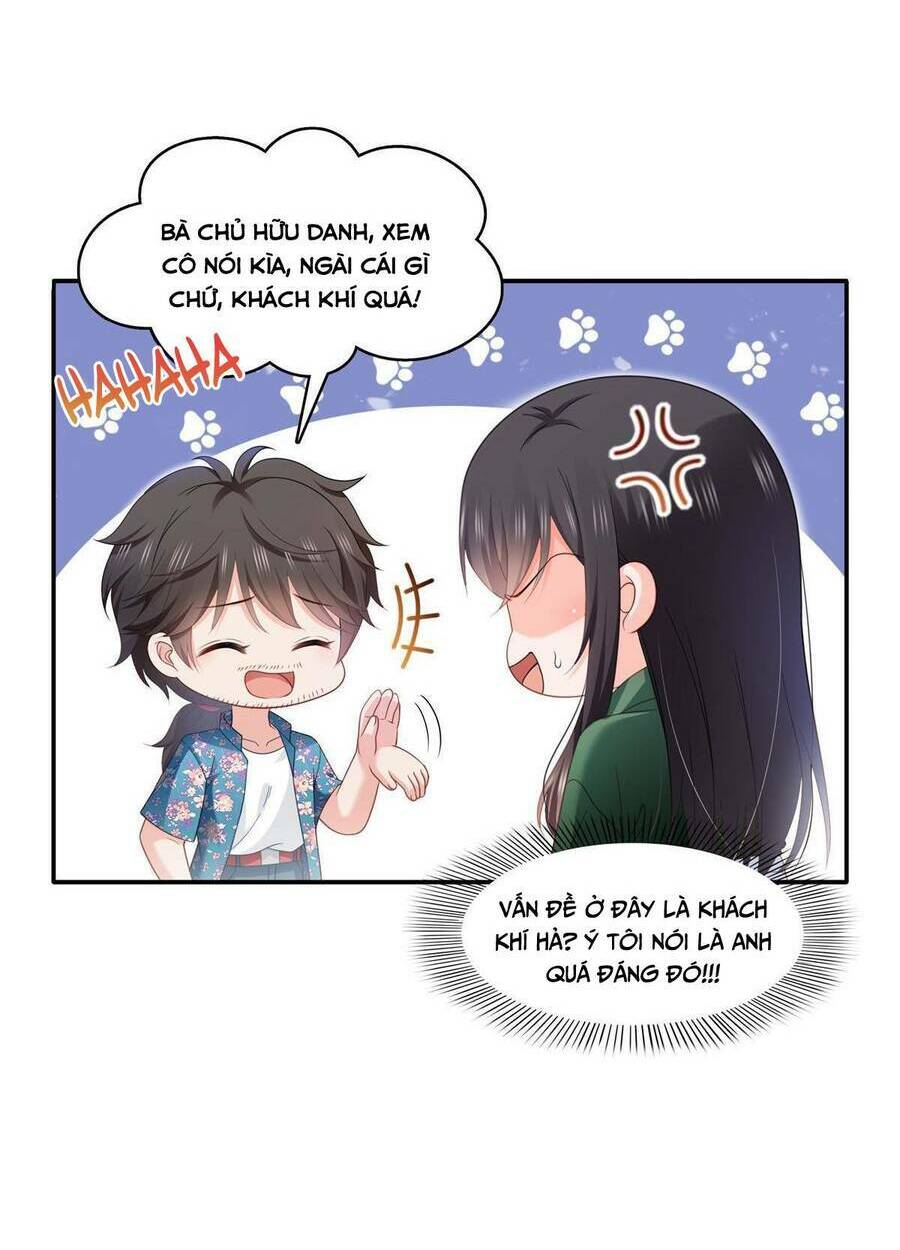 BÀ CHỦ HỮU DANH, XEM
CÔ NÓI KÌA, NGÀI CÁI GÌ
CHỨ, KHÁCH KHÍ QUÁ!
HAHAHAHA
VẤN ĐỀ Ở ĐÂY LÀ KHÁCH
KHÍ HẢ? Ý TÔI NÓI LÀ ANH
QUÁ ĐÁNG ĐÓ!!!